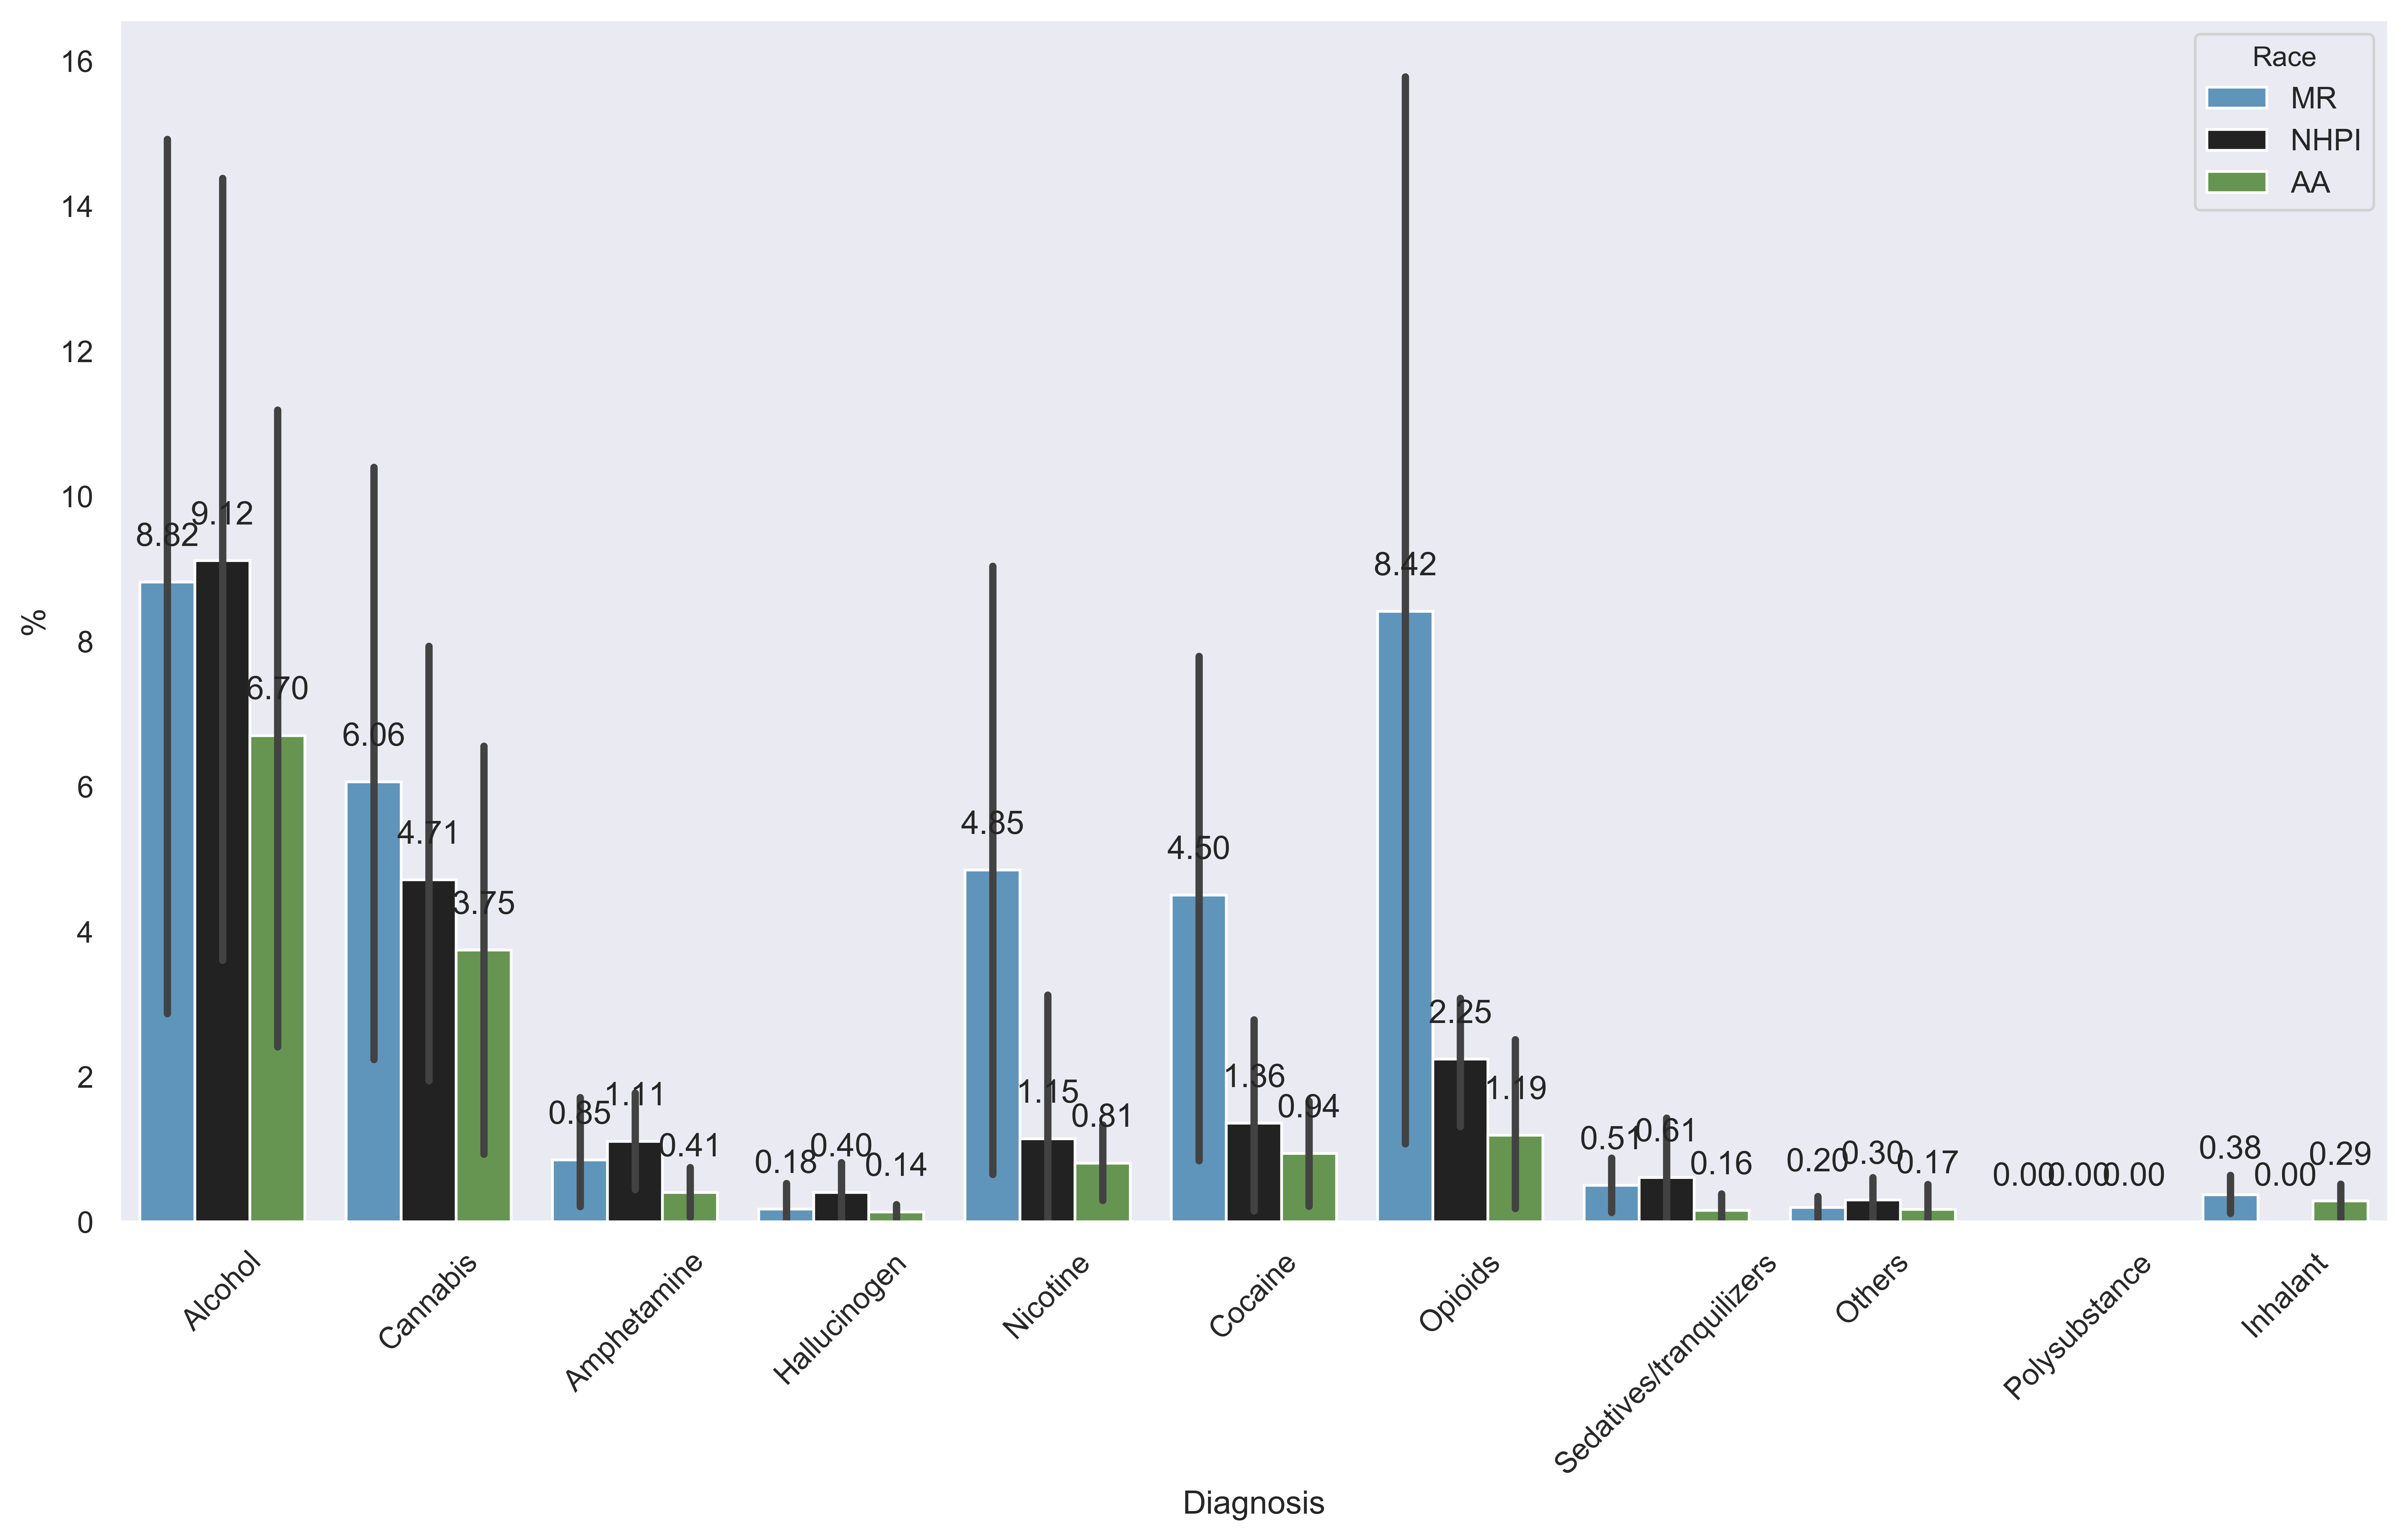 Race
MR
NHPI
AA
16
14
12
10
8
6
4
2
0
%
8.82
9.12
6.70
6.06
4.71
3.75
0.85
1.11
0.41
0.18
0.40
0.14
4.85
1.15
0.81
4.50
1.36
0.94
8.42
2.25
1.19
0.51
0.61
0.16
0.20
0.30
0.17
0.00
0.00
0.00
0.38
0.00
0.29
Alcohol
Cannabis
Amphetamine
Hallucinogen
Nicotine
Cocaine
Opioids
Sedatives/tranquilizers
Others
Polysubstance
Inhalant
Diagnosis